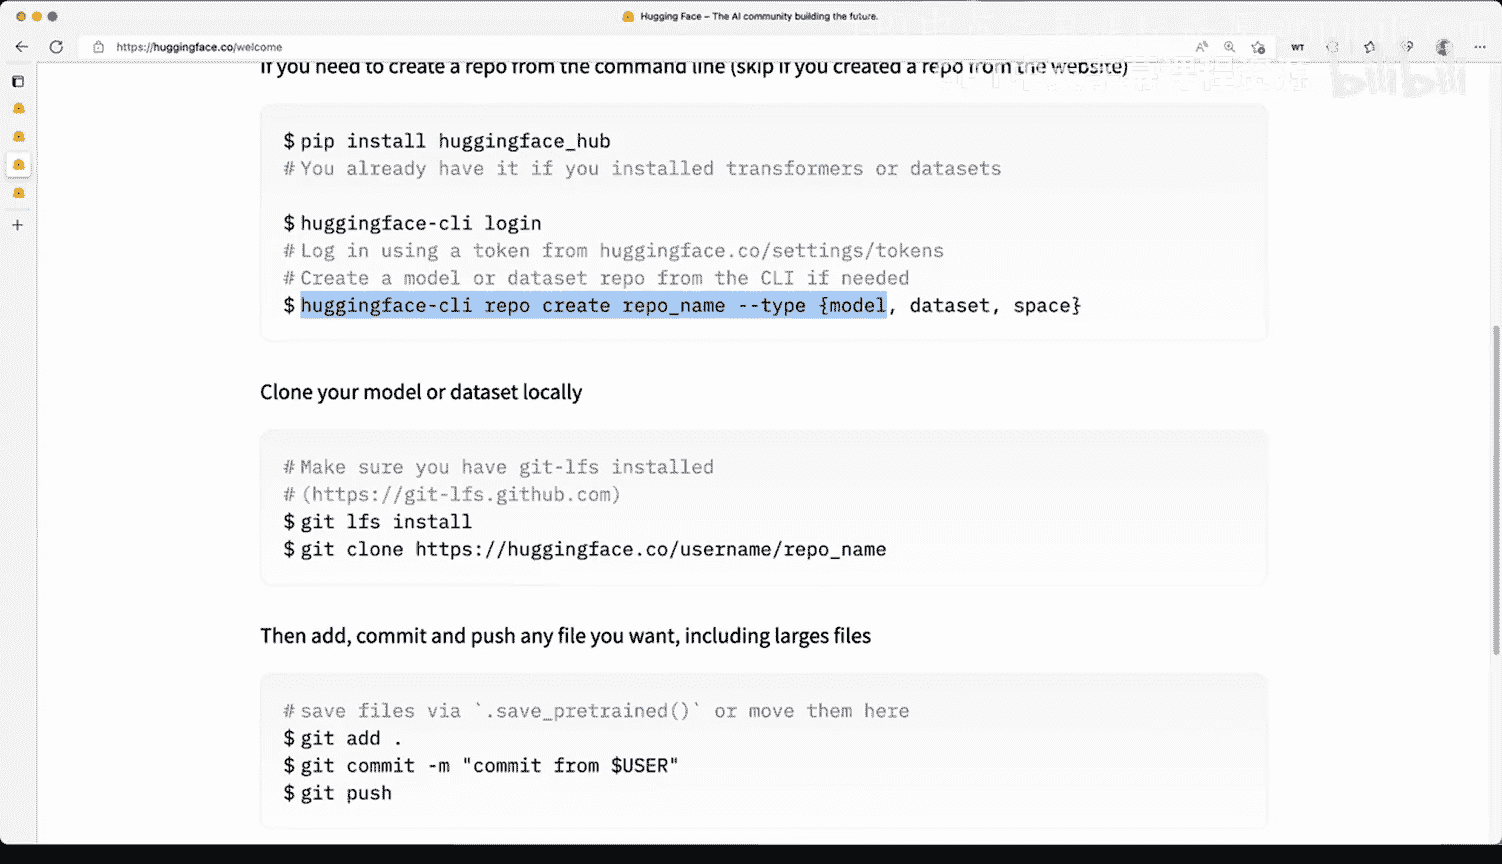 Hugging Face – The AI community building the future.
https://huggingface.co/welcome
WT
If you need to create a repo from the command line (skip if you created a repo from the website)
bilibili
$ pip install huggingface_hub
# You already have it if you installed transformers or datasets
$ huggingface-cli login
# Log in using a token from huggingface.co/settings/tokens
# Create a model or dataset repo from the CLI if needed
$ huggingface-cli repo create repo_name --type {model, dataset, space}
Clone your model or dataset locally
# Make sure you have git-lfs installed
# (https://git-lfs.github.com)
$ git lfs install
$ git clone https://huggingface.co/username/repo_name
Then add, commit and push any file you want, including larges files
# save files via `.save_pretrained()` or move them here
$ git add .
$ git commit -m "commit from $USER"
$ git push